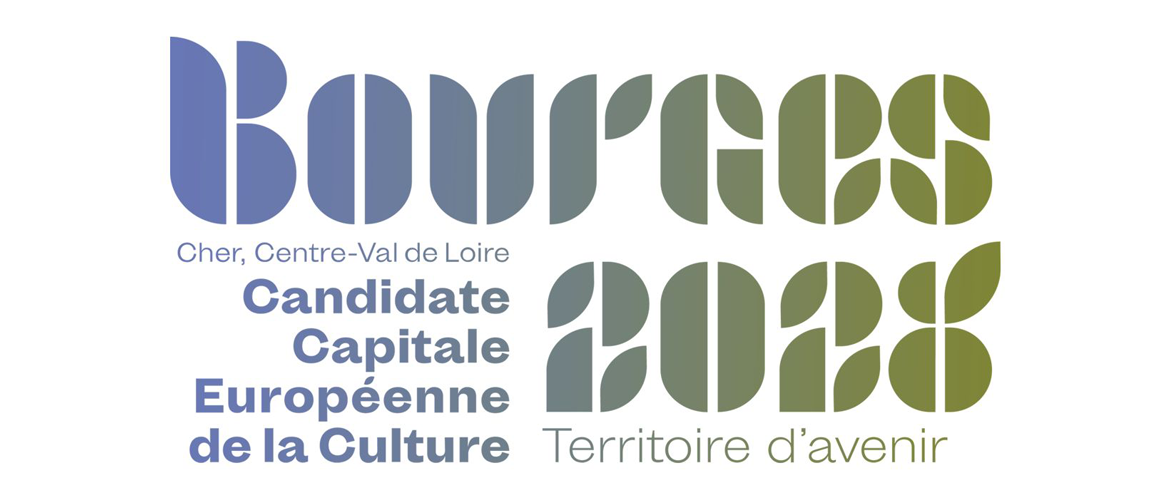 Bourges
Cher, Centre-Val de Loire
Candidate
Capitale
Européenne
de la Culture
2028
Territoire d'avenir